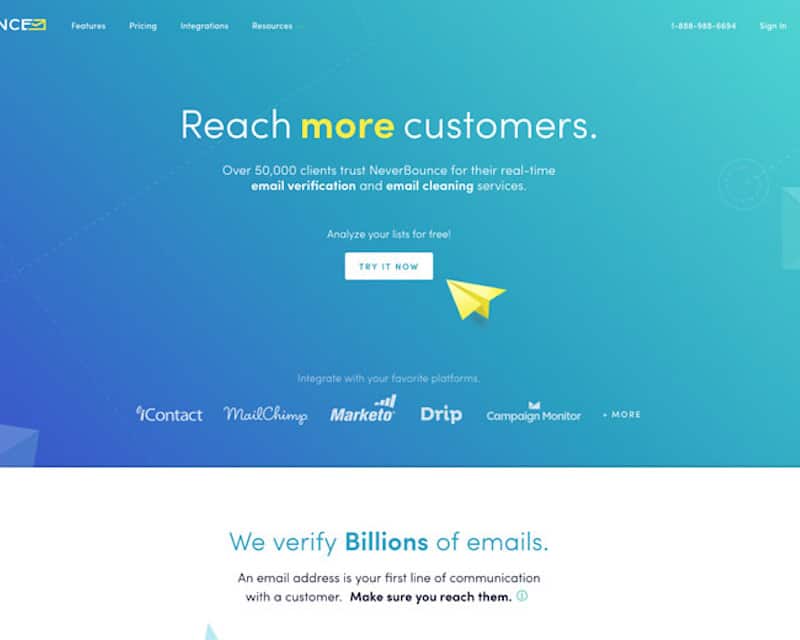 NCE
Features Pricing Integrations Resources 1-888-988-6694 Sign In
Reach more customers.
Over 50,000 clients trust NeverBounce for their real-time
email verification and email cleaning services.
Analyze your lists for free!
TRY IT NOW
Integrate with your favorite platforms.
iContact MailChimp Marketo Drip Campaign Monitor + MORE
We verify Billions of emails.
An email address is your first line of communication
with a customer. Make sure you reach them.